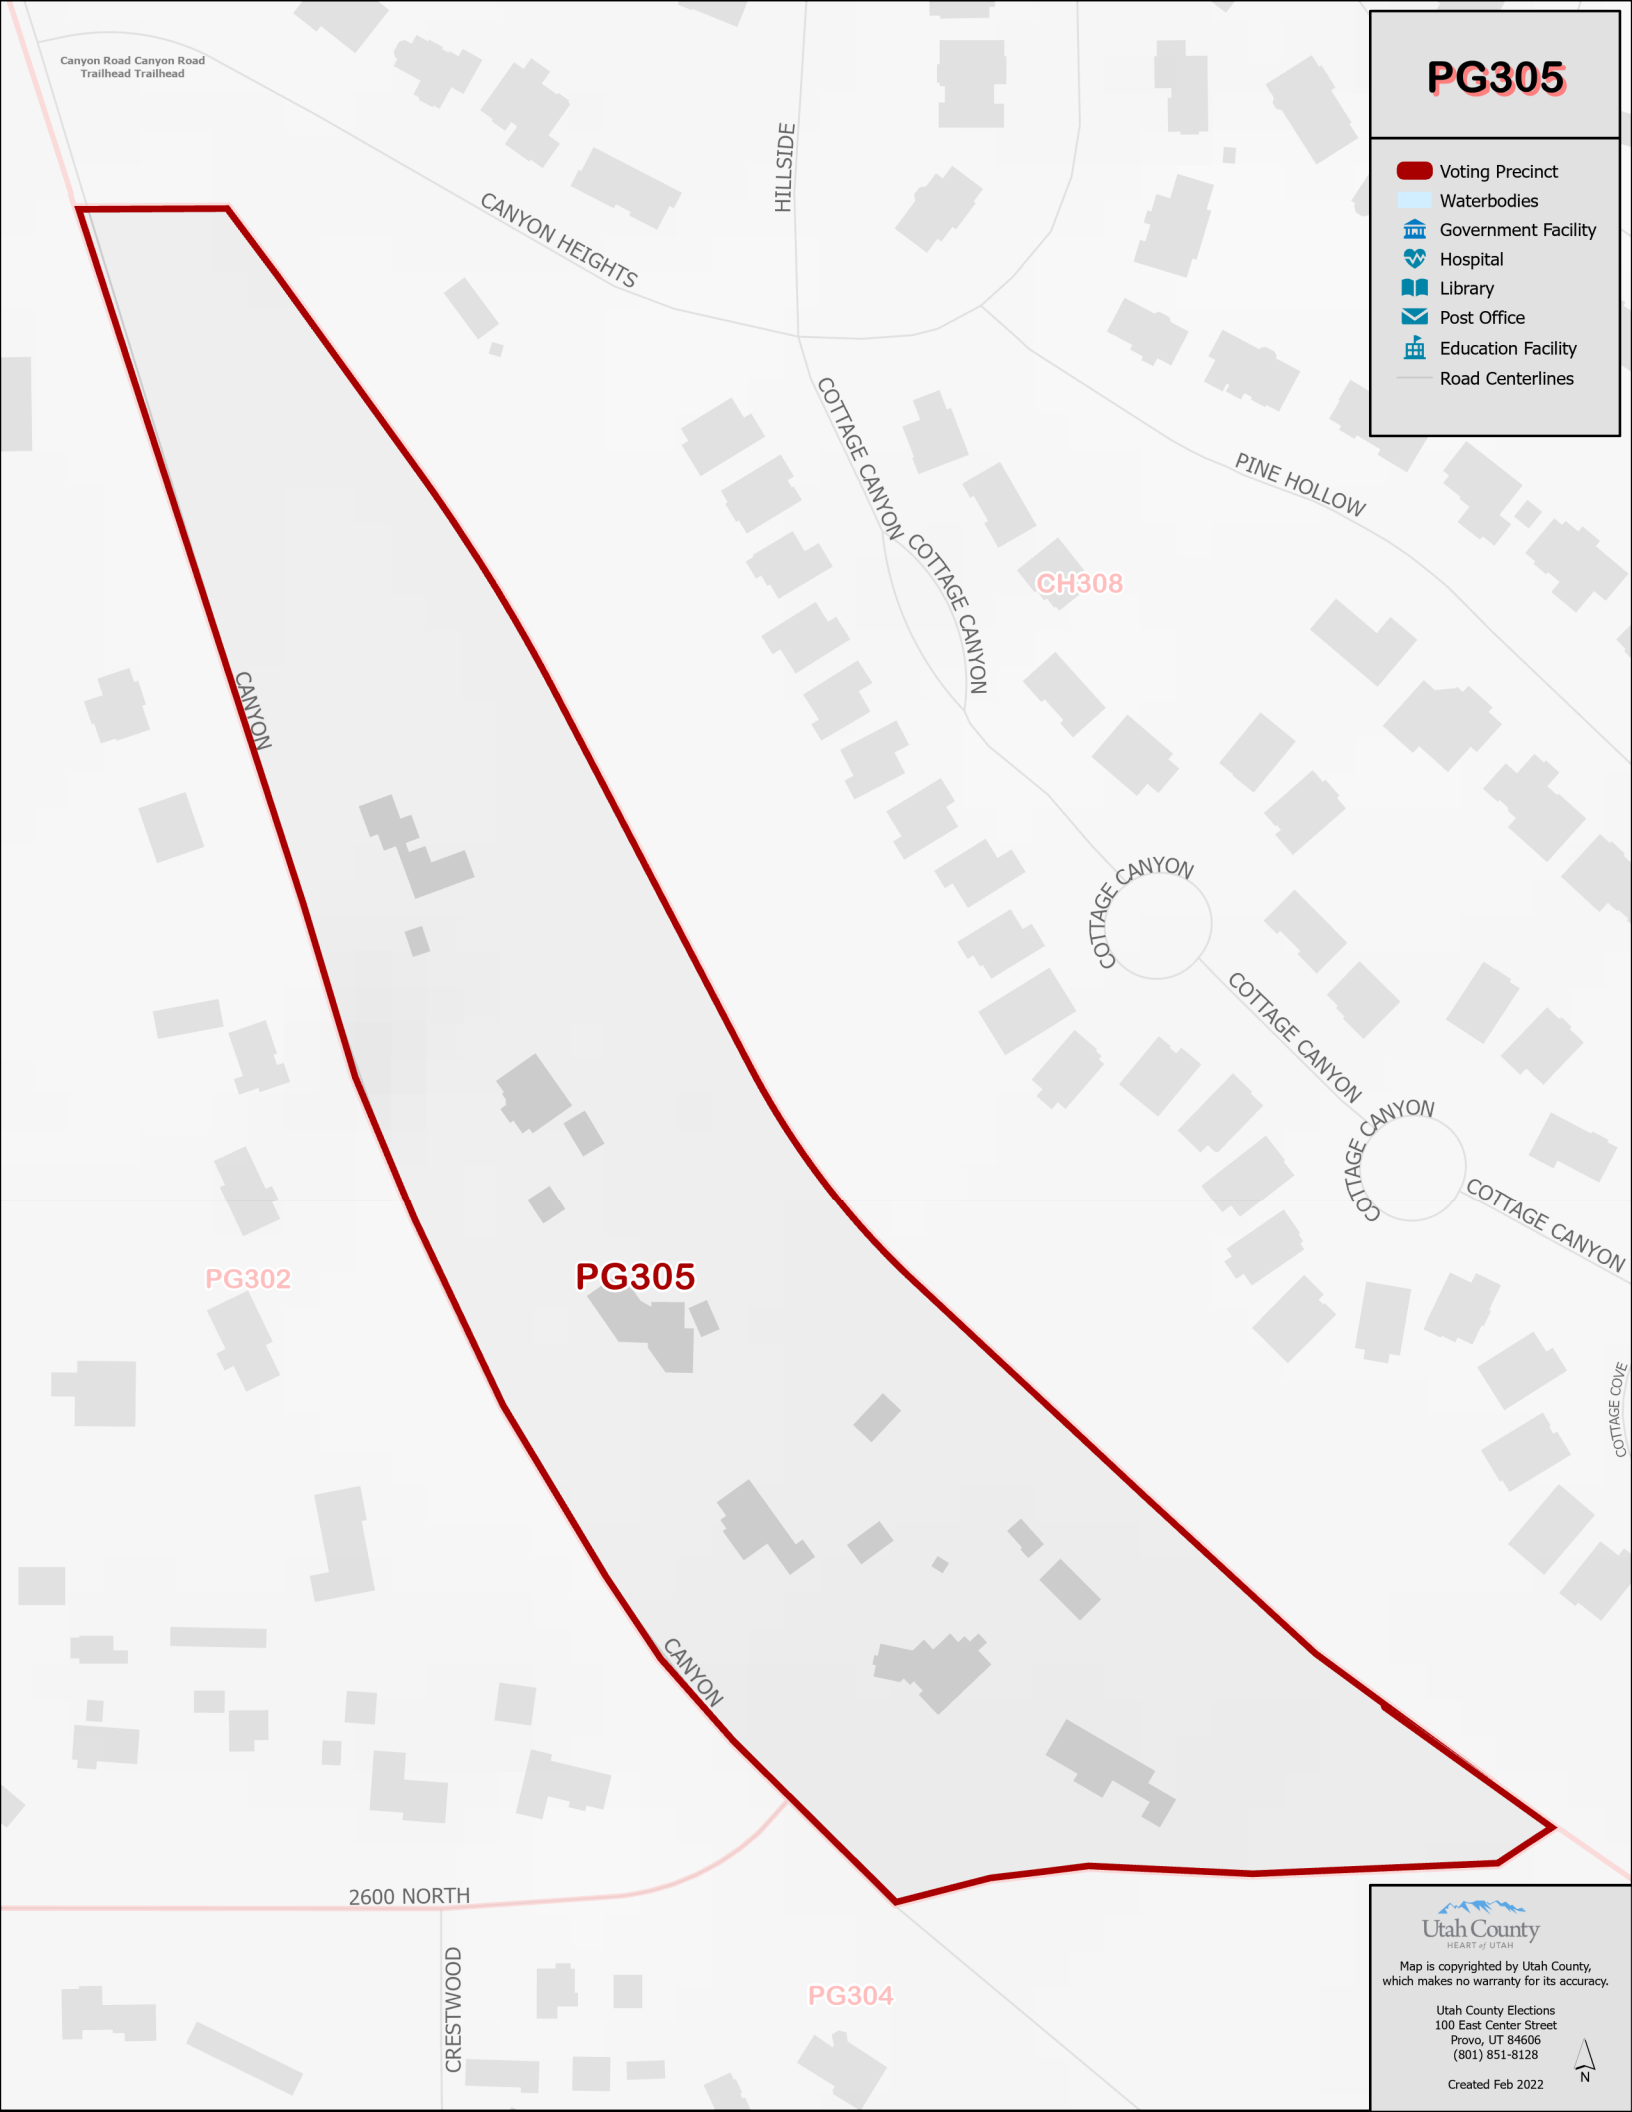 Canyon Road Canyon Road
Trailhead Trailhead
PG305
Voting Precinct
Waterbodies
Government Facility
Hospital
Library
Post Office
Education Facility
Road Centerlines
HILLSIDE
CANYON HEIGHTS
COTTAGE CANYON
PINE HOLLOW
COTTAGE CANYON
CH308
CANYON
COTTAGE CANYON
COTTAGE CANYON
COTTAGE CANYON
COTTAGE CANYON
PG302
PG305
COTTAGE COVE
CANYON
2600 NORTH
CRESTWOOD
PG304
Utah County
HEART of UTAH
Map is copyrighted by Utah County,
which makes no warranty for its accuracy.
Utah County Elections
100 East Center Street
Provo, UT 84606
(801) 851-8128
N
Created Feb 2022